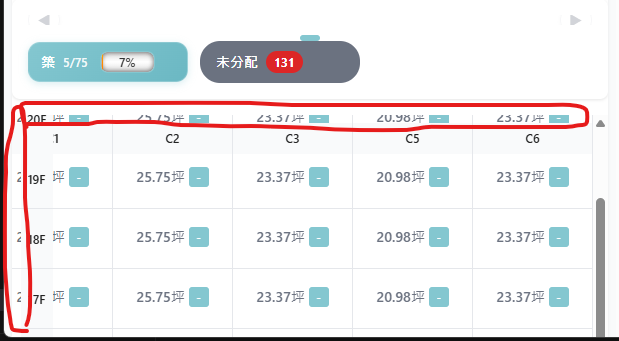 築 5/75 7% 未分配 131
20F 坪 - 25.75坪 - 23.37坪 - 20.98坪 - 23.37坪 -
C2 C3 C5 C6
19F 坪 - 25.75坪 - 23.37坪 - 20.98坪 - 23.37坪 -
18F 坪 - 25.75坪 - 23.37坪 - 20.98坪 - 23.37坪 -
7F 坪 - 25.75坪 - 23.37坪 - 20.98坪 - 23.37坪 -